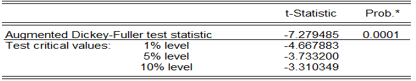 t-Statistic Prob.*
Augmented Dickey-Fuller test statistic -7.279485 0.0001
Test critical values: 1% level -4.667883
5% level -3.733200
10% level -3.310349